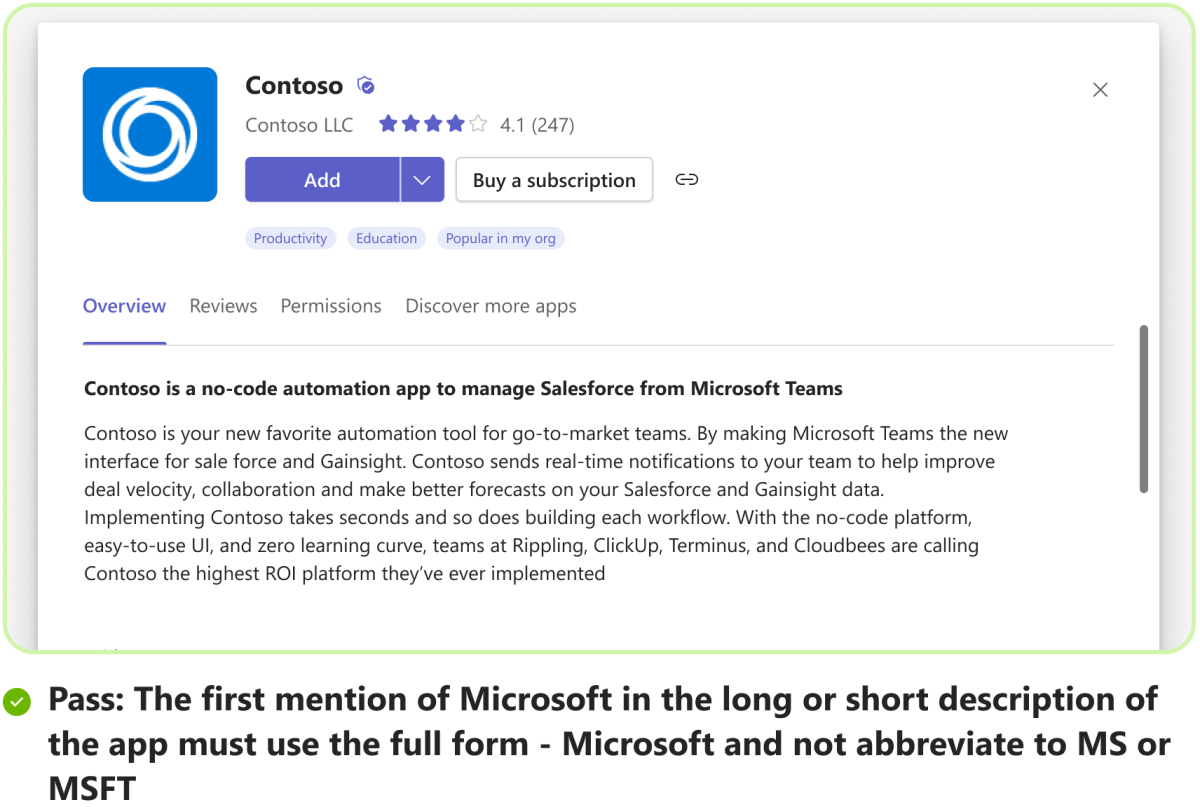 Contoso
Contoso LLC 4.1 (247)
Add Buy a subscription
Productivity Education Popular in my org
Overview Reviews Permissions Discover more apps
Contoso is a no-code automation app to manage Salesforce from Microsoft Teams
Contoso is your new favorite automation tool for go-to-market teams. By making Microsoft Teams the new
interface for sale force and Gainsight. Contoso sends real-time notifications to your team to help improve
deal velocity, collaboration and make better forecasts on your Salesforce and Gainsight data.
Implementing Contoso takes seconds and so does building each workflow. With the no-code platform,
easy-to-use UI, and zero learning curve, teams at Rippling, ClickUp, Terminus, and Cloudbees are calling
Contoso the highest ROI platform they’ve ever implemented
Pass: The first mention of Microsoft in the long or short description of
the app must use the full form - Microsoft and not abbreviate to MS or
MSFT